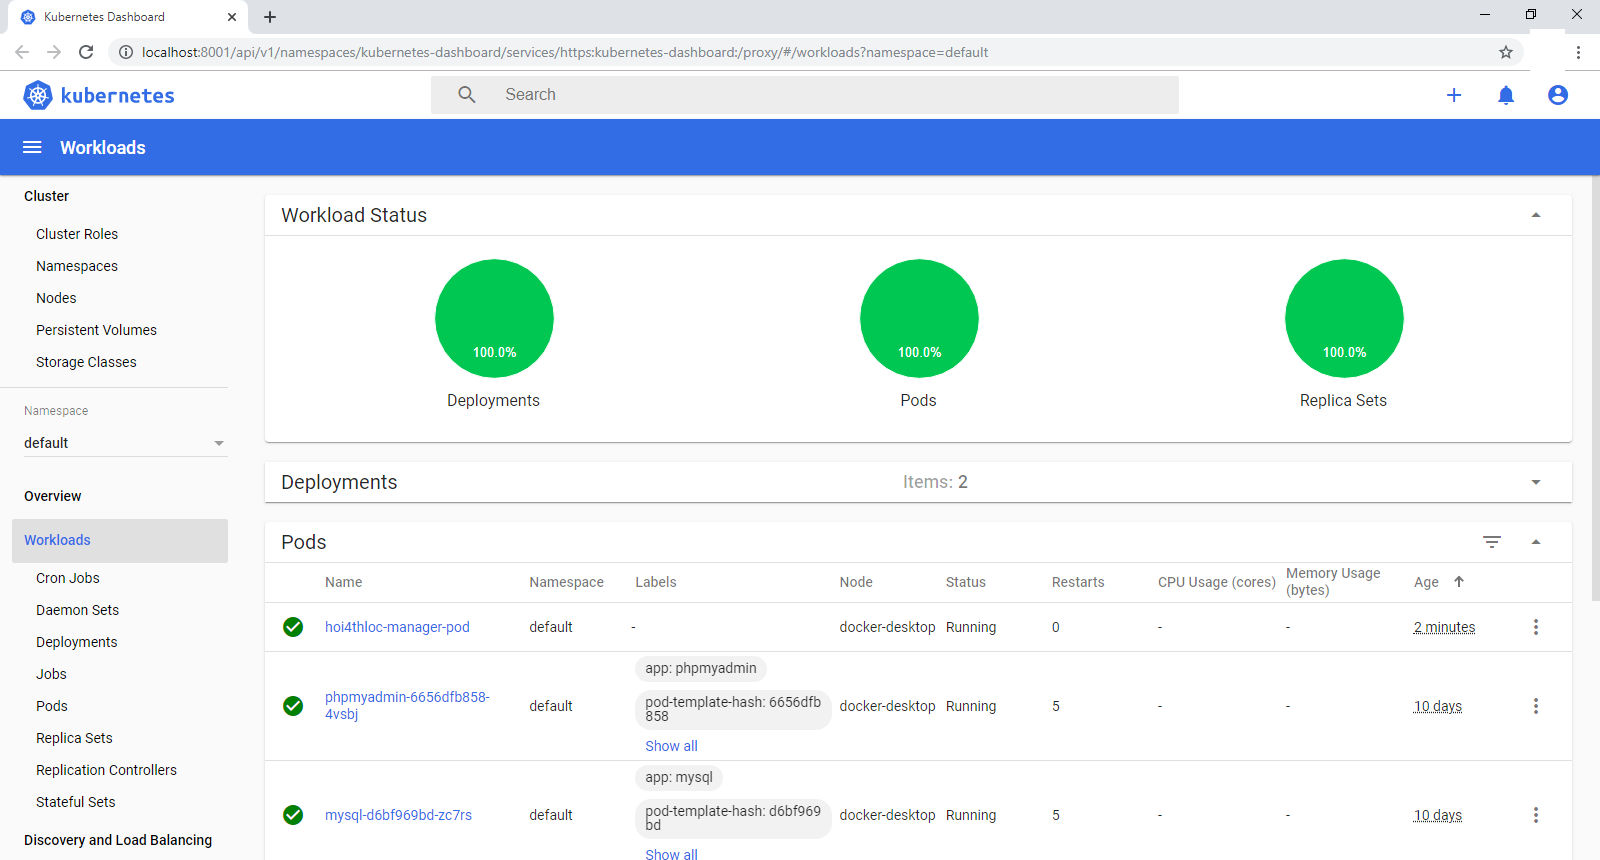 Kubernetes Dashboard
localhost:8001/api/v1/namespaces/kubernetes-dashboard/services/https:kubernetes-dashboard:/proxy/#/workloads?namespace=default
kubernetes
Search
Workloads
Cluster
Cluster Roles
Namespaces
Nodes
Persistent Volumes
Storage Classes
Namespace
default
Overview
Workloads
Cron Jobs
Daemon Sets
Deployments
Jobs
Pods
Replica Sets
Replication Controllers
Stateful Sets
Discovery and Load Balancing
Workload Status
100.0% 100.0% 100.0%
Deployments Pods Replica Sets
Deployments Items: 2
Pods
Name Namespace Labels Node Status Restarts CPU Usage (cores) Memory Usage (bytes) Age
hoi4thloc-manager-pod default - docker-desktop Running 0 - - 2 minutes
app: phpmyadmin
phpmyadmin-6656dfb858-
4vsbj default pod-template-hash: 6656dfb
858 docker-desktop Running 5 - - 10 days
Show all
app: mysql
mysql-d6bf969bd-zc7rs default pod-template-hash: d6bf969
bd docker-desktop Running 5 - - 10 days
Show all